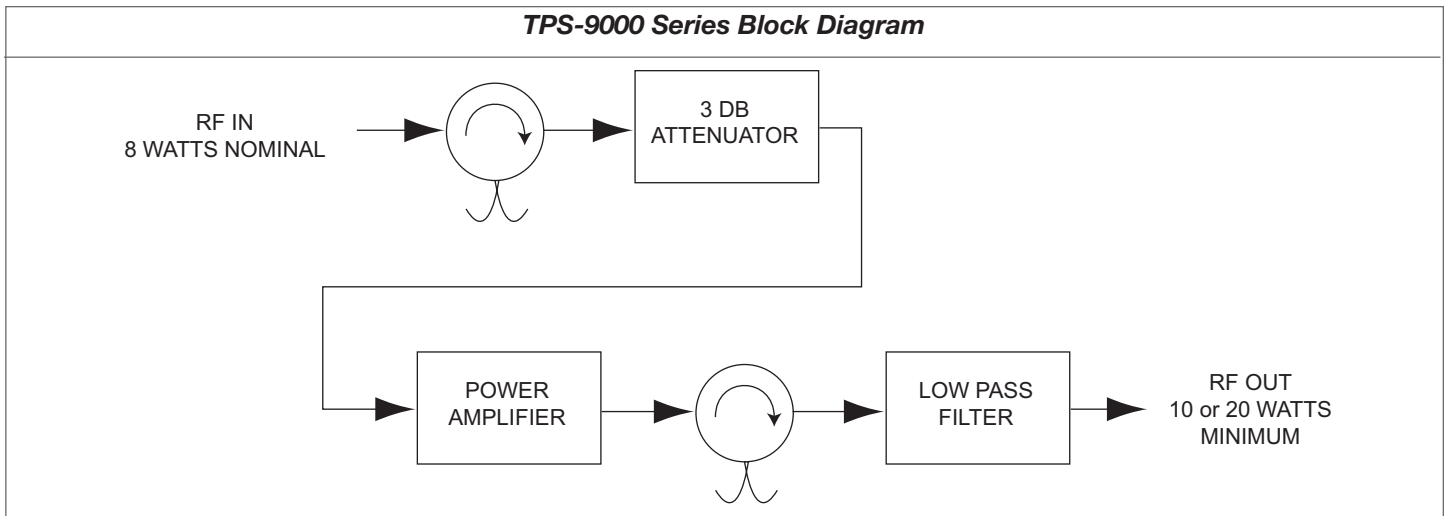 TPS-9000 Series Block Diagram
RF IN
8 WATTS NOMINAL
3 DB
ATTENUATOR
POWER
AMPLIFIER
LOW PASS
FILTER
RF OUT
10 or 20 WATTS
MINIMUM